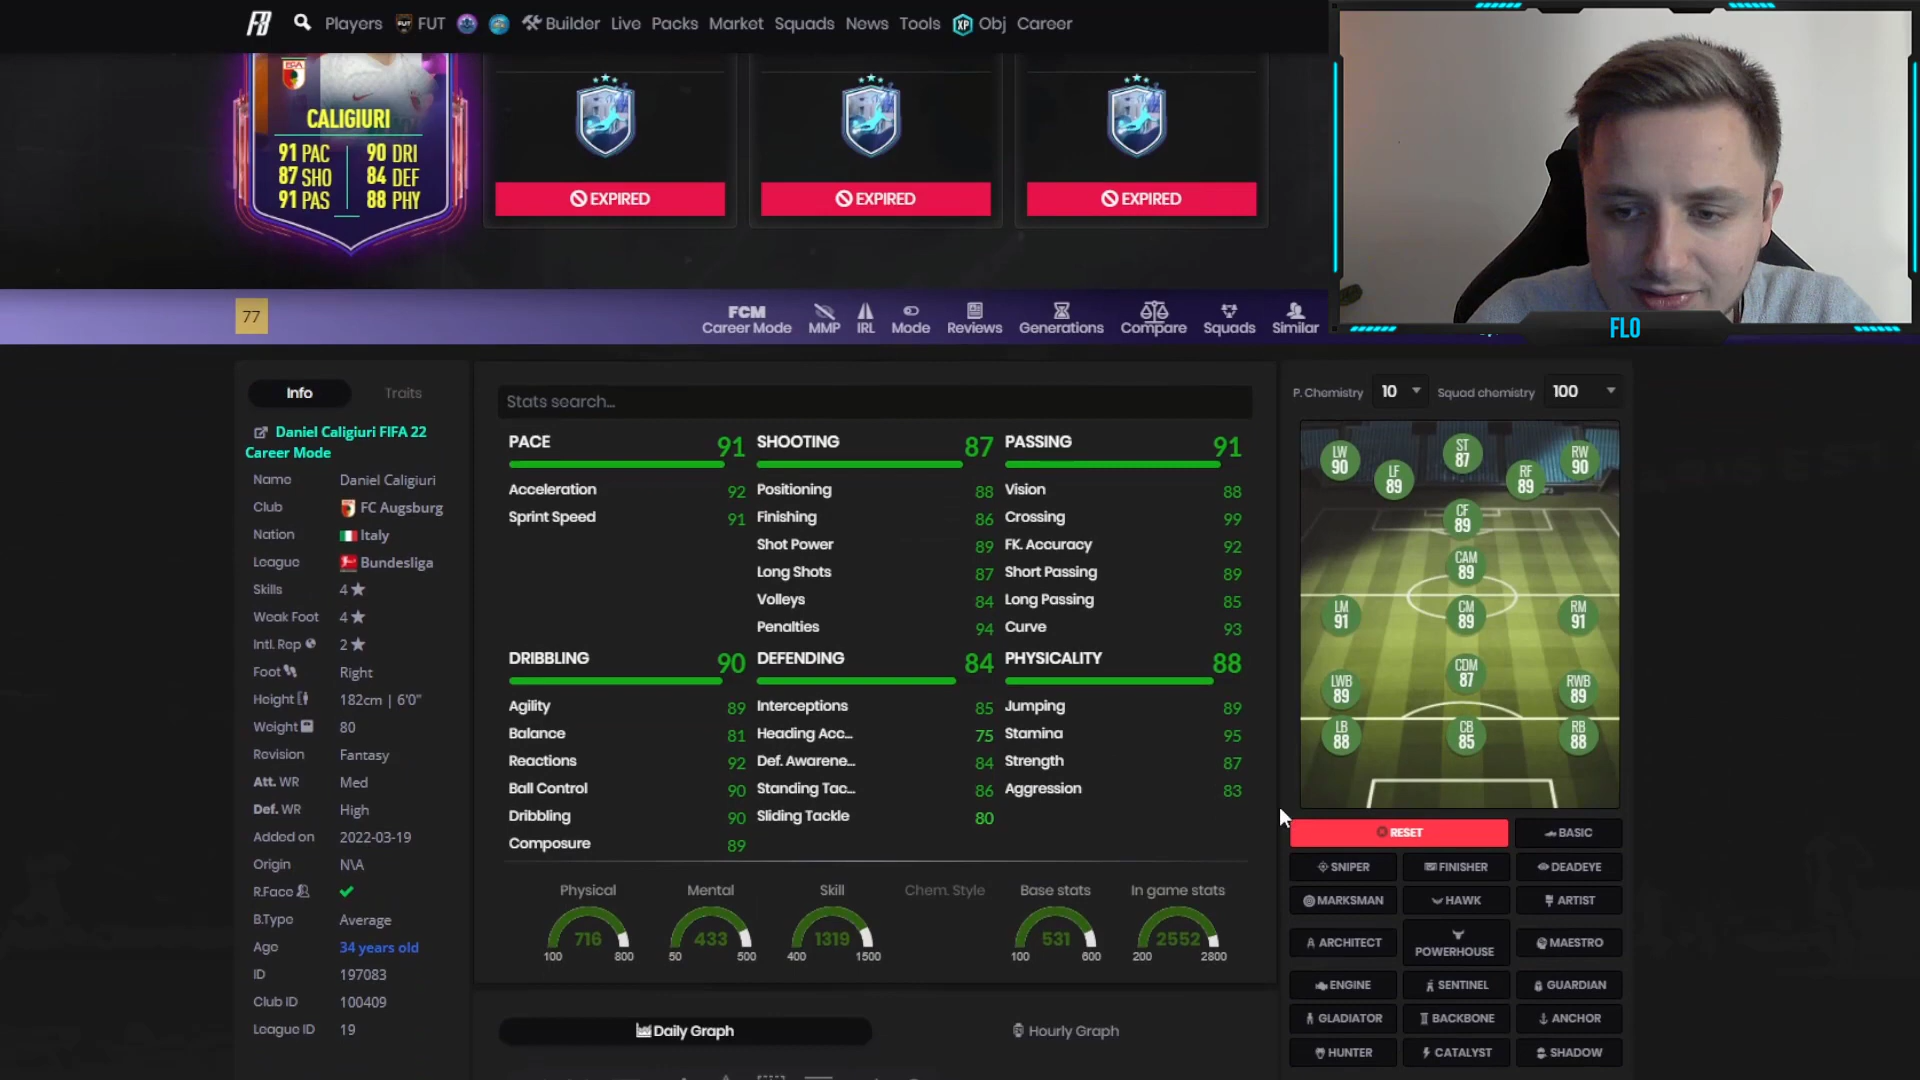 Players FUT Builder Live Packs Market Squads News Tools XP Obj Career
CALIGIURI
91 PAC 90 DRI
87 SHO 84 DEF
91 PAS 88 PHY
EXPIRED EXPIRED EXPIRED
FLO
77
FCM
Career Mode MMP IRL Mode Reviews Generations Compare Squads Similar
Info Traits
Daniel Caligiuri FIFA 22
Career Mode
Name Daniel Caligiuri
Club FC Augsburg
Nation Italy
League Bundesliga
Skills 4
Weak Foot 4
Intl. Rep 2
Foot Right
Height 182cm | 6'0"
Weight 80
Revision Fantasy
Att. WR Med
Def. WR High
Added on 2022-03-19
Origin N\A
R.Face
B.Type Average
Age 34 years old
ID 197083
Club ID 100409
League ID 19
Stats search...
PACE 91
Acceleration 92
Sprint Speed 91
SHOOTING 87
Positioning 88
Finishing 86
Shot Power 89
Long Shots 87
Volleys 84
Penalties 94
PASSING 91
Vision 88
Crossing 99
FK. Accuracy 92
Short Passing 89
Long Passing 85
Curve 93
DRIBBLING 90
Agility 89
Balance 81
Reactions 92
Ball Control 90
Dribbling 90
Composure 89
DEFENDING 84
Interceptions 85
Heading Acc... 75
Def. Awarene... 84
Standing Tac... 86
Sliding Tackle 80
PHYSICALITY 88
Jumping 89
Stamina 95
Strength 87
Aggression 83
Physical Mental Skill Chem. Style Base stats In game stats
716 433 1319 531 2552
100 800 50 500 400 1500 100 600 200 2800
Daily Graph Hourly Graph
P. Chemistry 10 Squad chemistry 100
LW 90
ST 87
RW 90
LF 89
RF 89
CF 89
CAM 89
LM 91
CM 89
RM 91
LWB 89
CDM 87
RWB 89
LB 88
CB 85
RB 88
RESET BASIC
SNIPER FINISHER DEADEYE
MARKSMAN HAWK ARTIST
ARCHITECT POWERHOUSE MAESTRO
ENGINE SENTINEL GUARDIAN
GLADIATOR BACKBONE ANCHOR
HUNTER CATALYST SHADOW